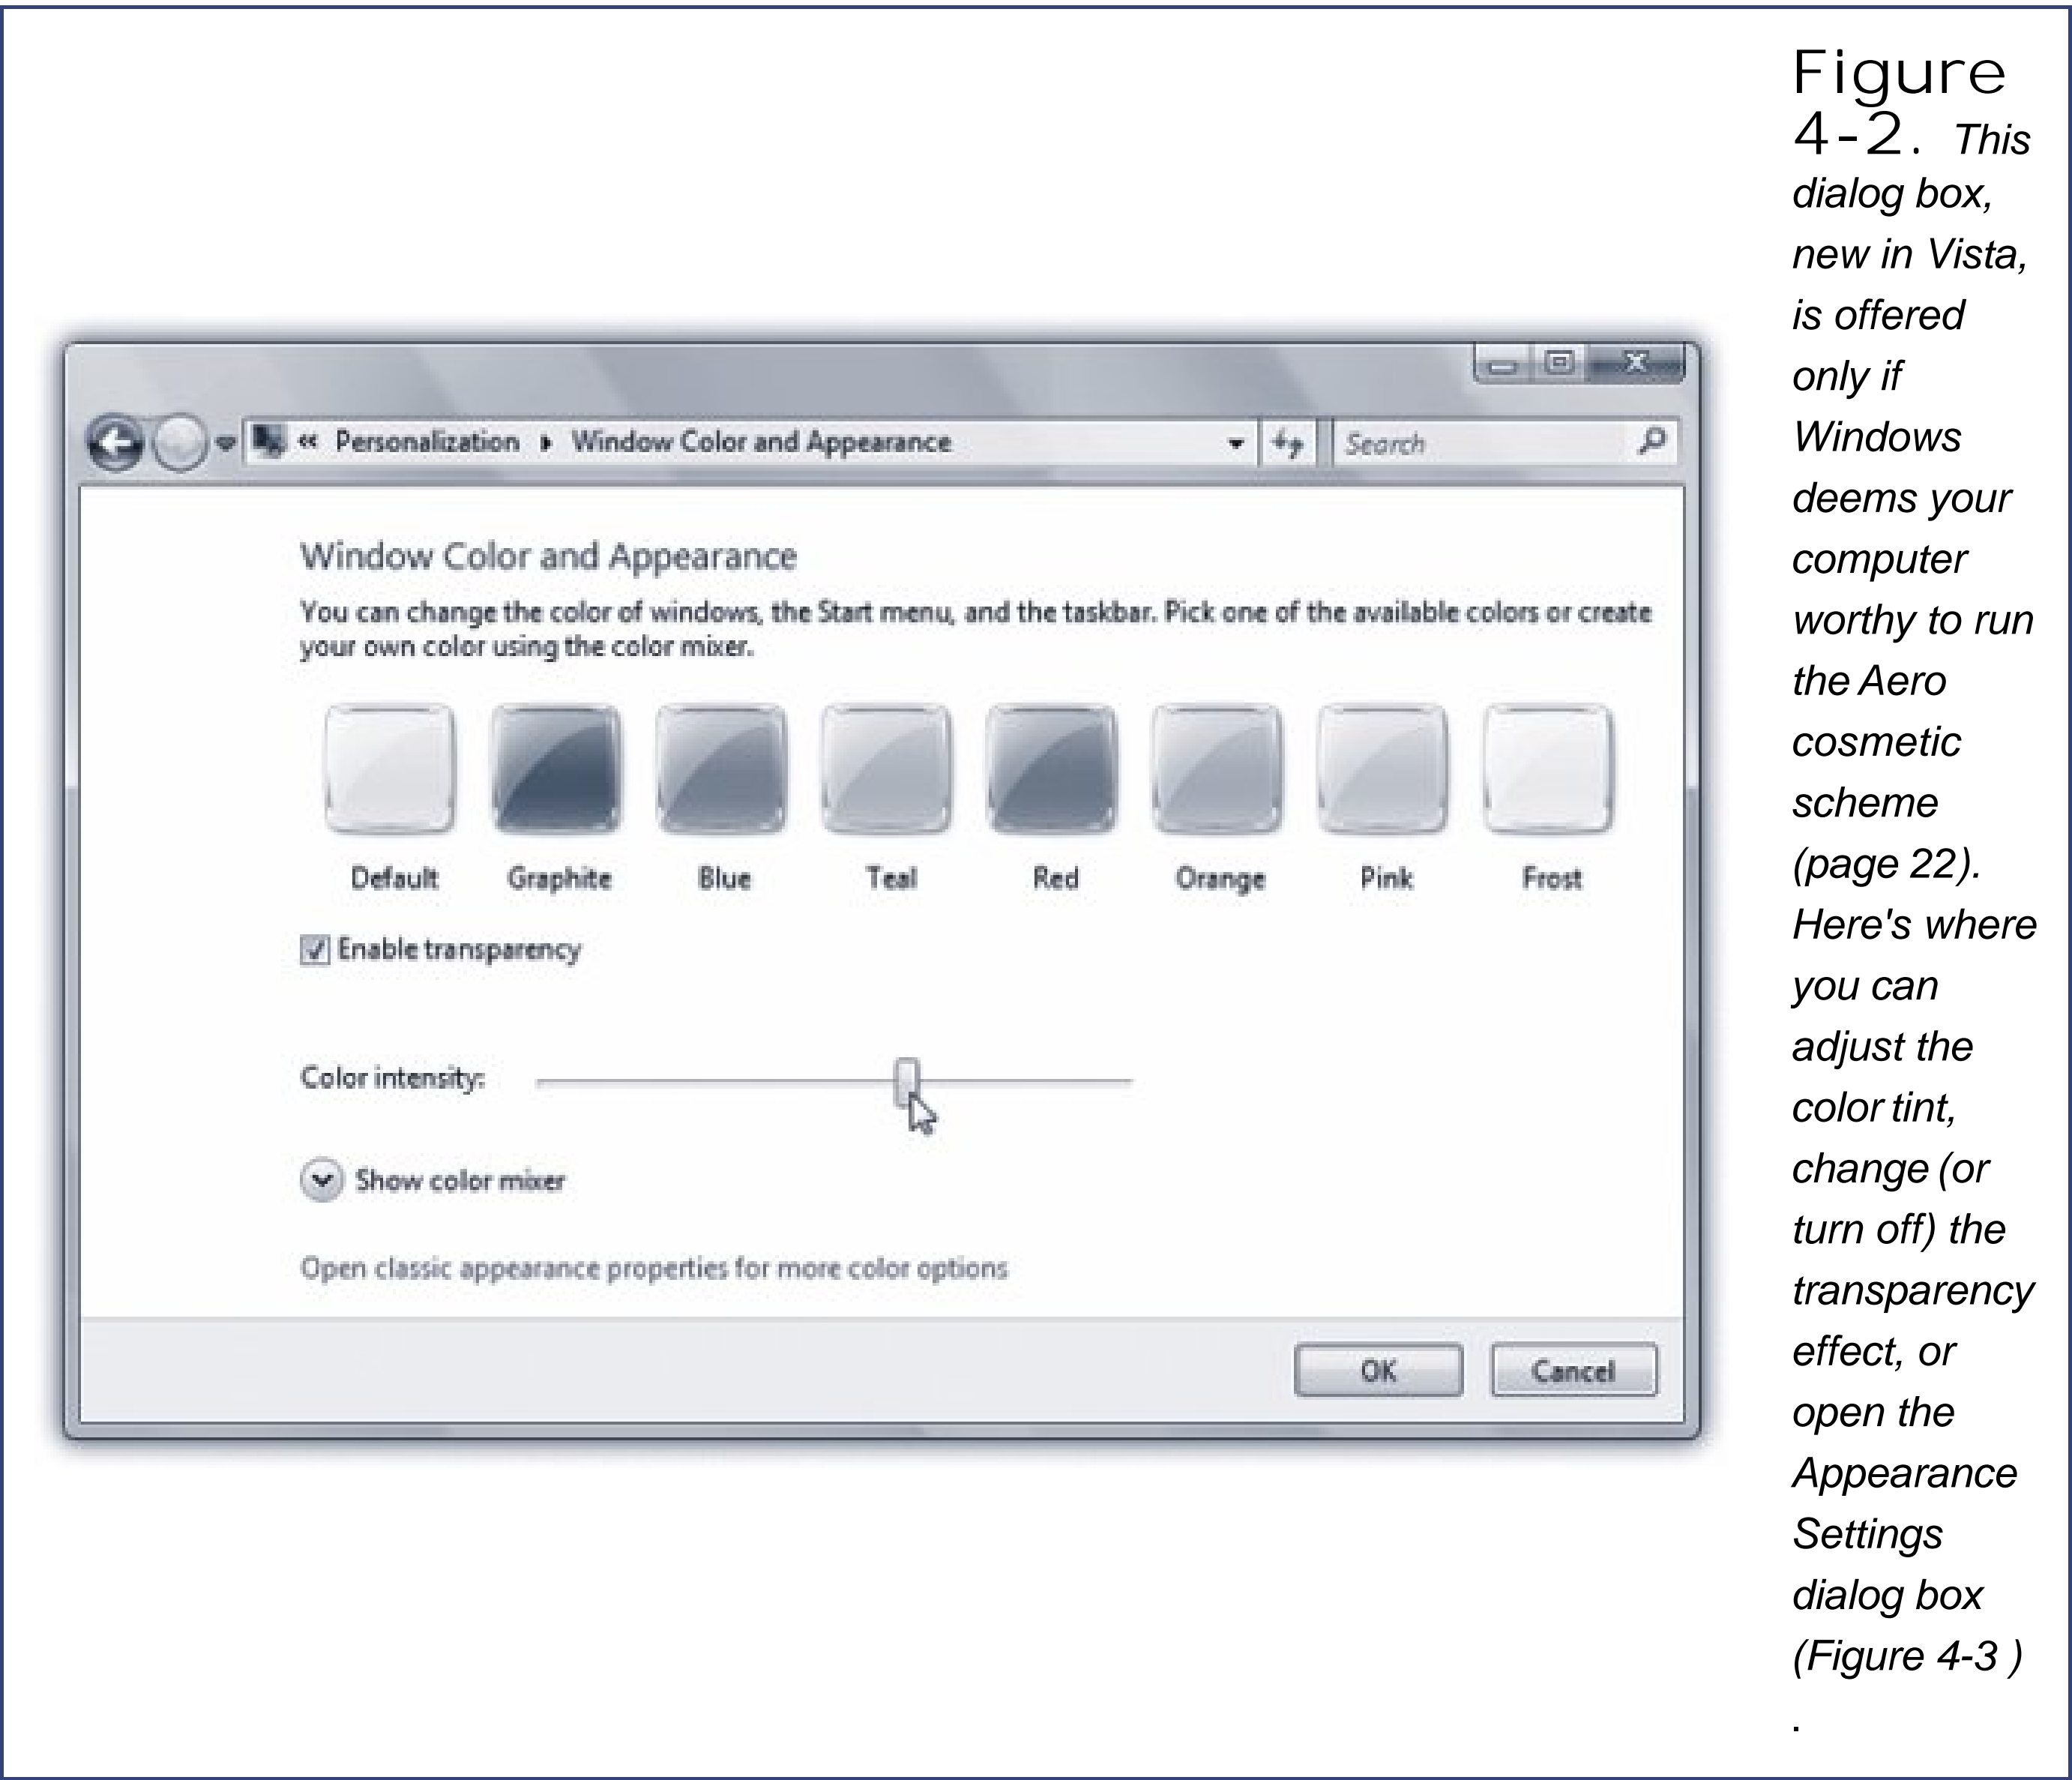 Personalization Window Color and Appearance Search
Window Color and Appearance
You can change the color of windows, the Start menu, and the taskbar. Pick one of the available colors or create
your own color using the color mixer.
Default Graphite Blue Teal Red Orange Pink Frost
Enable transparency
Color intensity:
Show color mixer
Open classic appearance properties for more color options
OK Cancel
Figure
4-2. This
dialog box,
new in Vista,
is offered
only if
Windows
deems your
computer
worthy to run
the Aero
cosmetic
scheme
(page 22).
Here's where
you can
adjust the
color tint,
change (or
turn off) the
transparency
effect, or
open the
Appearance
Settings
dialog box
(Figure 4-3 )
.